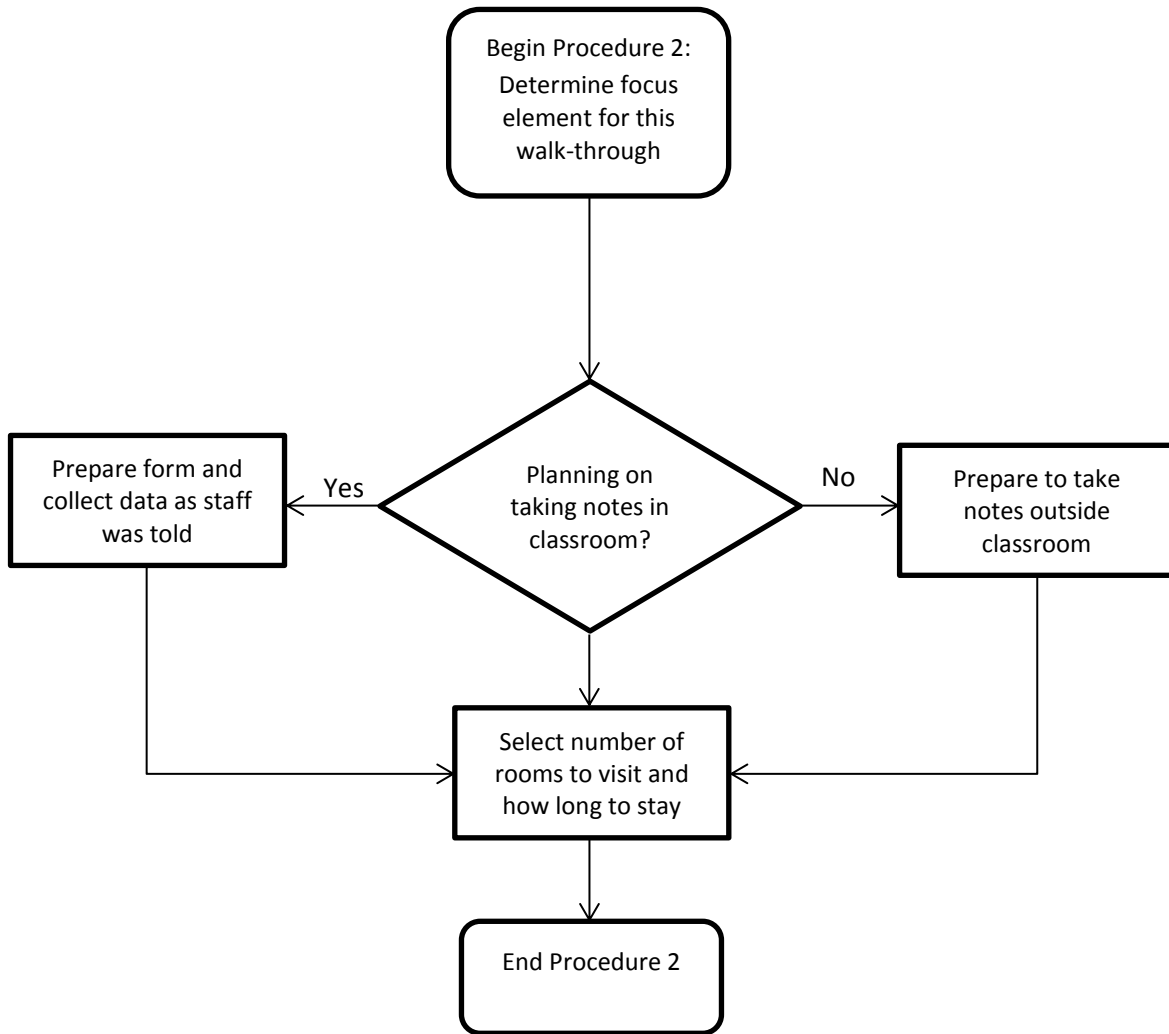 Begin Procedure 2:
Determine focus
element for this
walk-through
Planning on
taking notes in
classroom?
Yes
No
Prepare form and
collect data as staff
was told
Prepare to take
notes outside
classroom
Select number of
rooms to visit and
how long to stay
End Procedure 2